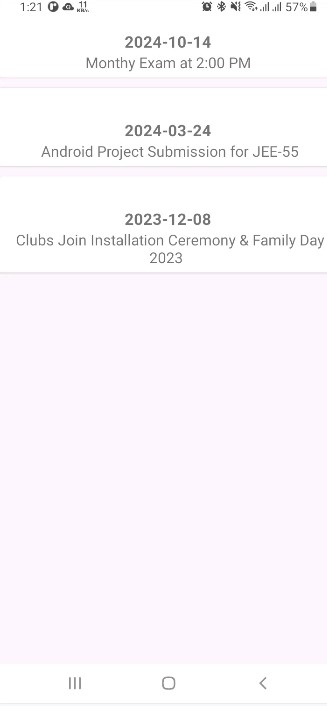 1:21 11 KB/s 57%
2024-10-14
Monthy Exam at 2:00 PM
2024-03-24
Android Project Submission for JEE-55
2023-12-08
Clubs Join Installation Ceremony & Family Day
2023